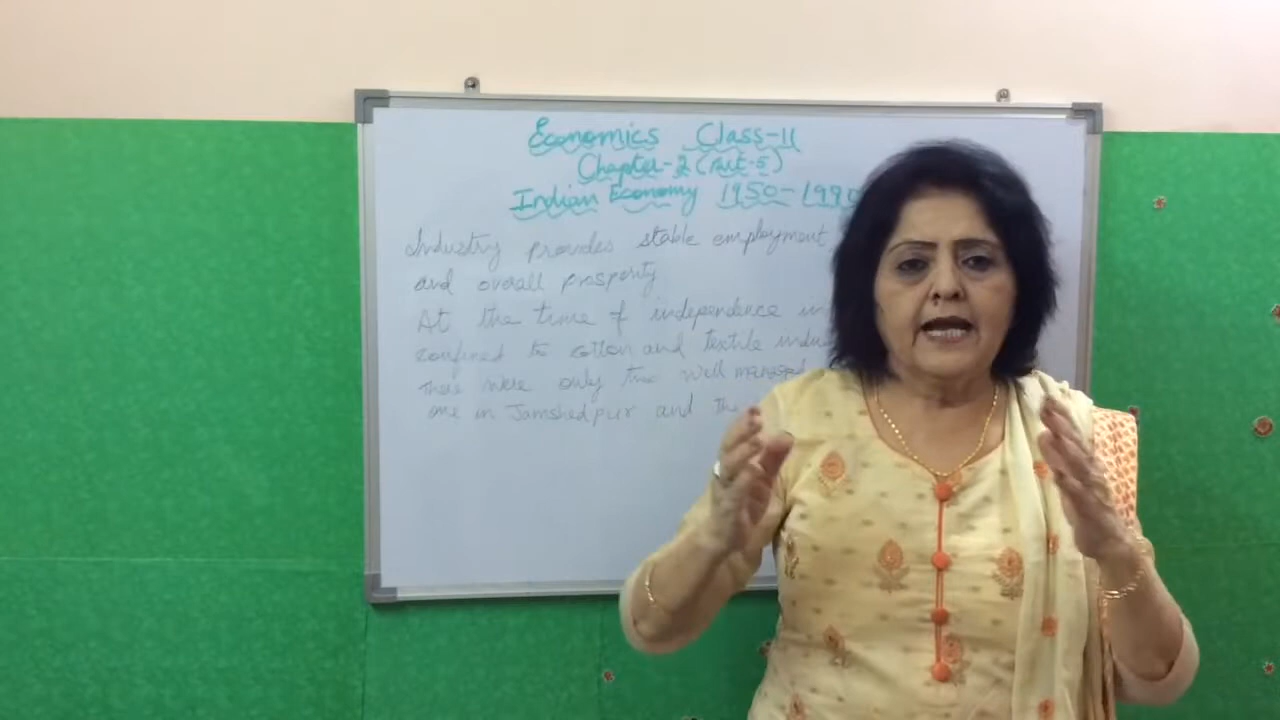 Economics Class-11
Chapter-2 (Part-5)
Indian Economy 1950-1990
Industry provides stable employment
and overall prosperity
At the time of independence in
confined to cotton and textile indu
There were only two well managed
one in Jamshedpur and the